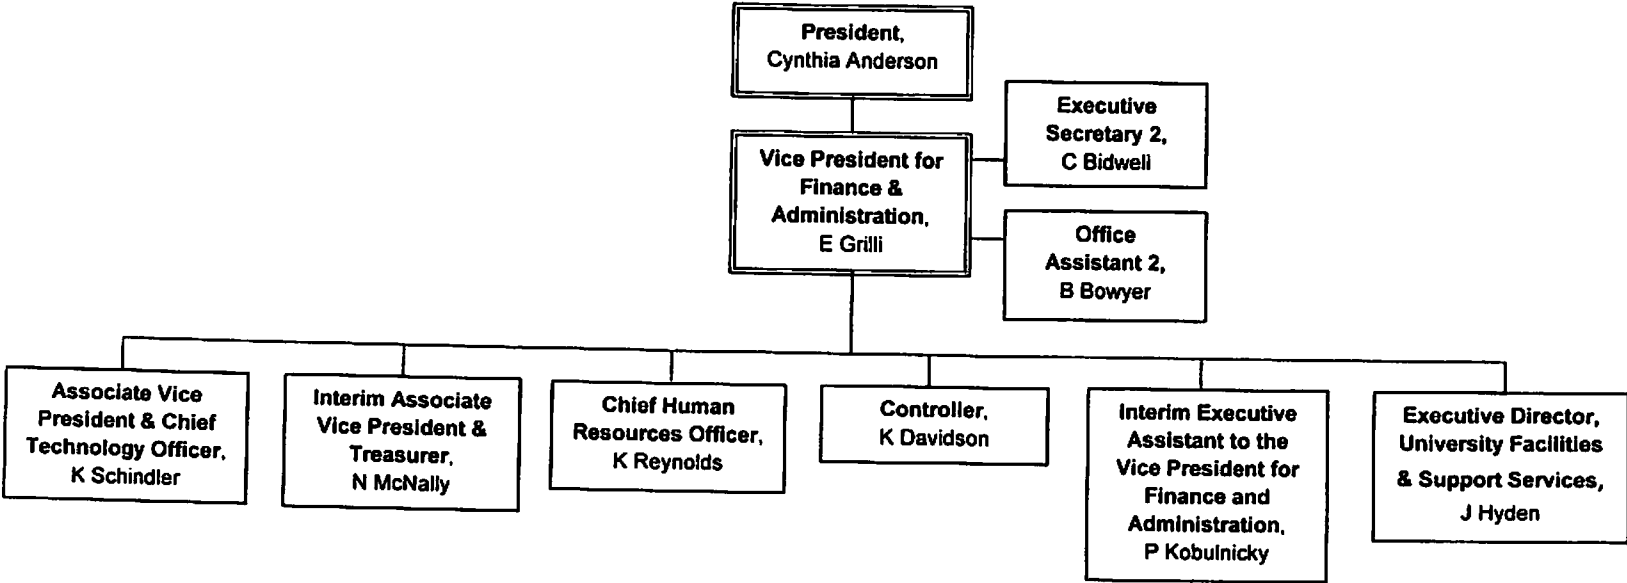 President,
Cynthia Anderson
Executive
Secretary 2,
C Bidwell
Vice President for
Finance &
Administration,
E Grilli
Office
Assistant 2,
B Bowyer
Associate Vice
President & Chief
Technology Officer,
K Schindler
Interim Associate
Vice President &
Treasurer,
N McNally
Chief Human
Resources Officer,
K Reynolds
Controller,
K Davidson
Interim Executive
Assistant to the
Vice President for
Finance and
Administration,
P Kobulnicky
Executive Director,
University Facilities
& Support Services,
J Hyden